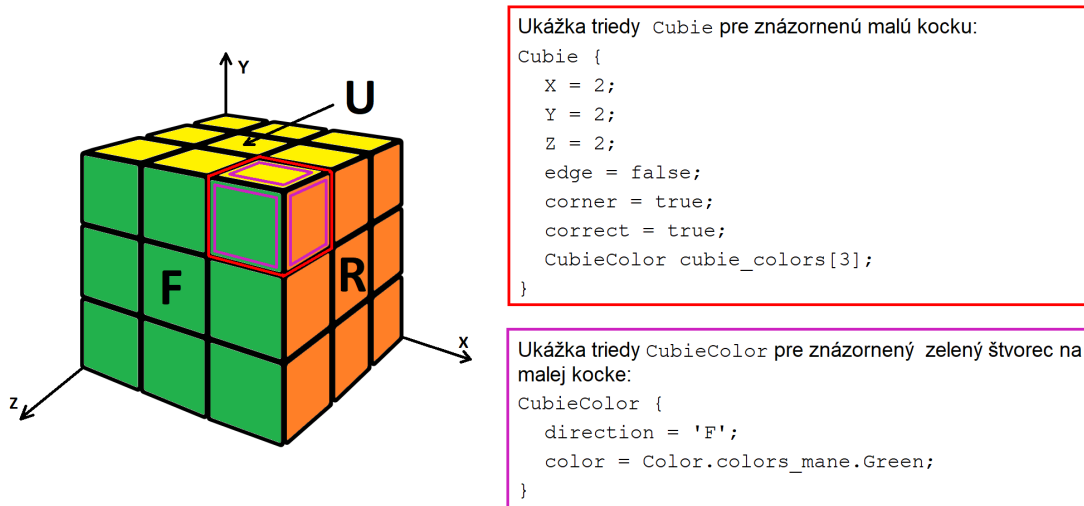 Y
U
F
R
X
Z
Ukážka triedy Cubie pre znázornenú malú kocku:
Cubie {
X = 2;
Y = 2;
Z = 2;
edge = false;
corner = true;
correct = true;
CubieColor cubie_colors[3];
}
Ukážka triedy CubieColor pre znázornený zelený štvorec na
malej kocke:
CubieColor {
direction = 'F';
color = Color.colors_mane.Green;
}